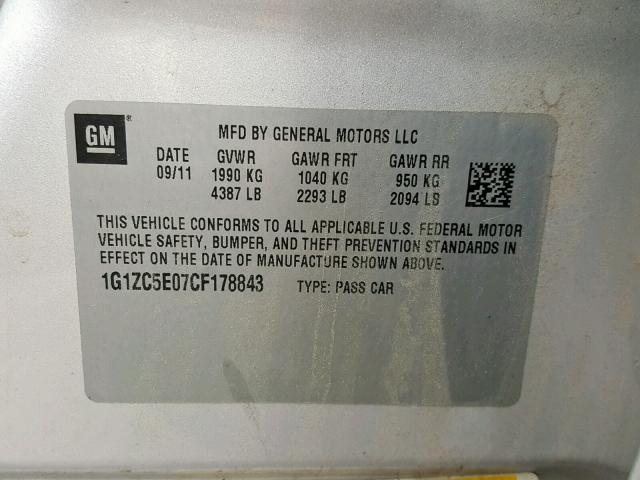 GM ®
MFD BY GENERAL MOTORS LLC
DATE GVWR GAWR FRT GAWR RR
09/11 1990 KG 1040 KG 950 KG
4387 LB 2293 LB 2094 LB
THIS VEHICLE CONFORMS TO ALL APPLICABLE U.S. FEDERAL MOTOR
VEHICLE SAFETY, BUMPER, AND THEFT PREVENTION STANDARDS IN
EFFECT ON THE DATE OF MANUFACTURE SHOWN ABOVE.
1G1ZC5E07CF178843 TYPE: PASS CAR